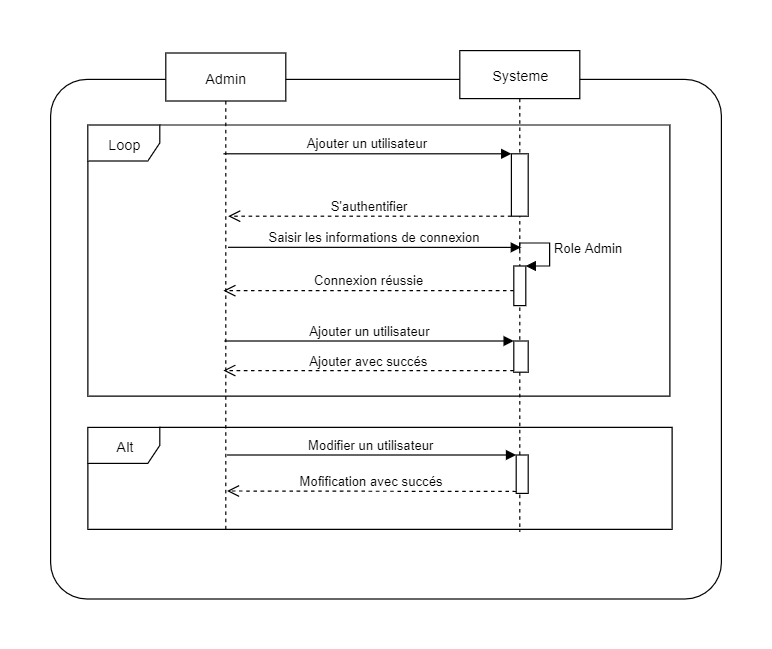 Admin
Systeme
Loop
Ajouter un utilisateur
S'authentifier
Saisir les informations de connexion
Role Admin
Connexion réussie
Ajouter un utilisateur
Ajouter avec succés
Alt
Modifier un utilisateur
Mofification avec succés